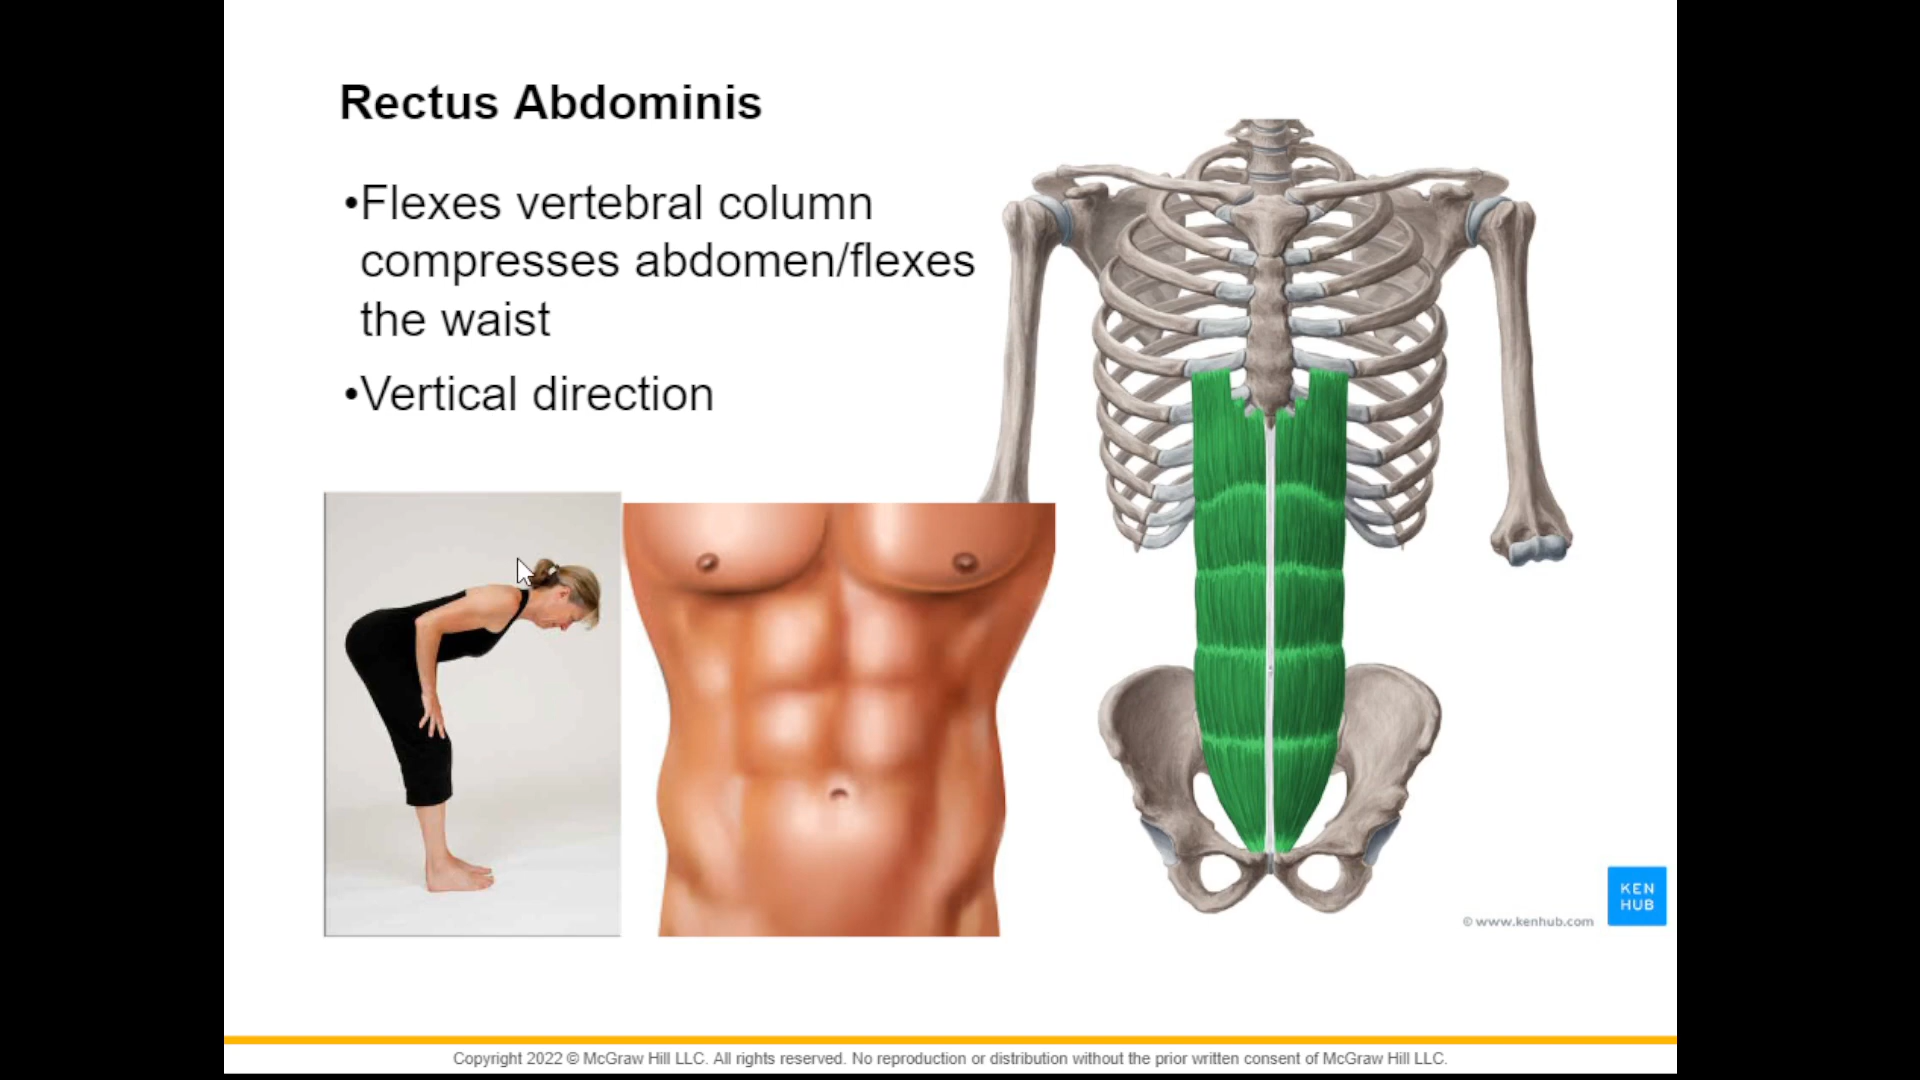 Rectus Abdominis
•Flexes vertebral column
compresses abdomen/flexes
the waist
•Vertical direction
KEN
HUB
© www.kenhub.com
Copyright 2022 © McGraw Hill LLC. All rights reserved. No reproduction or distribution without the prior written consent of McGraw Hill LLC.